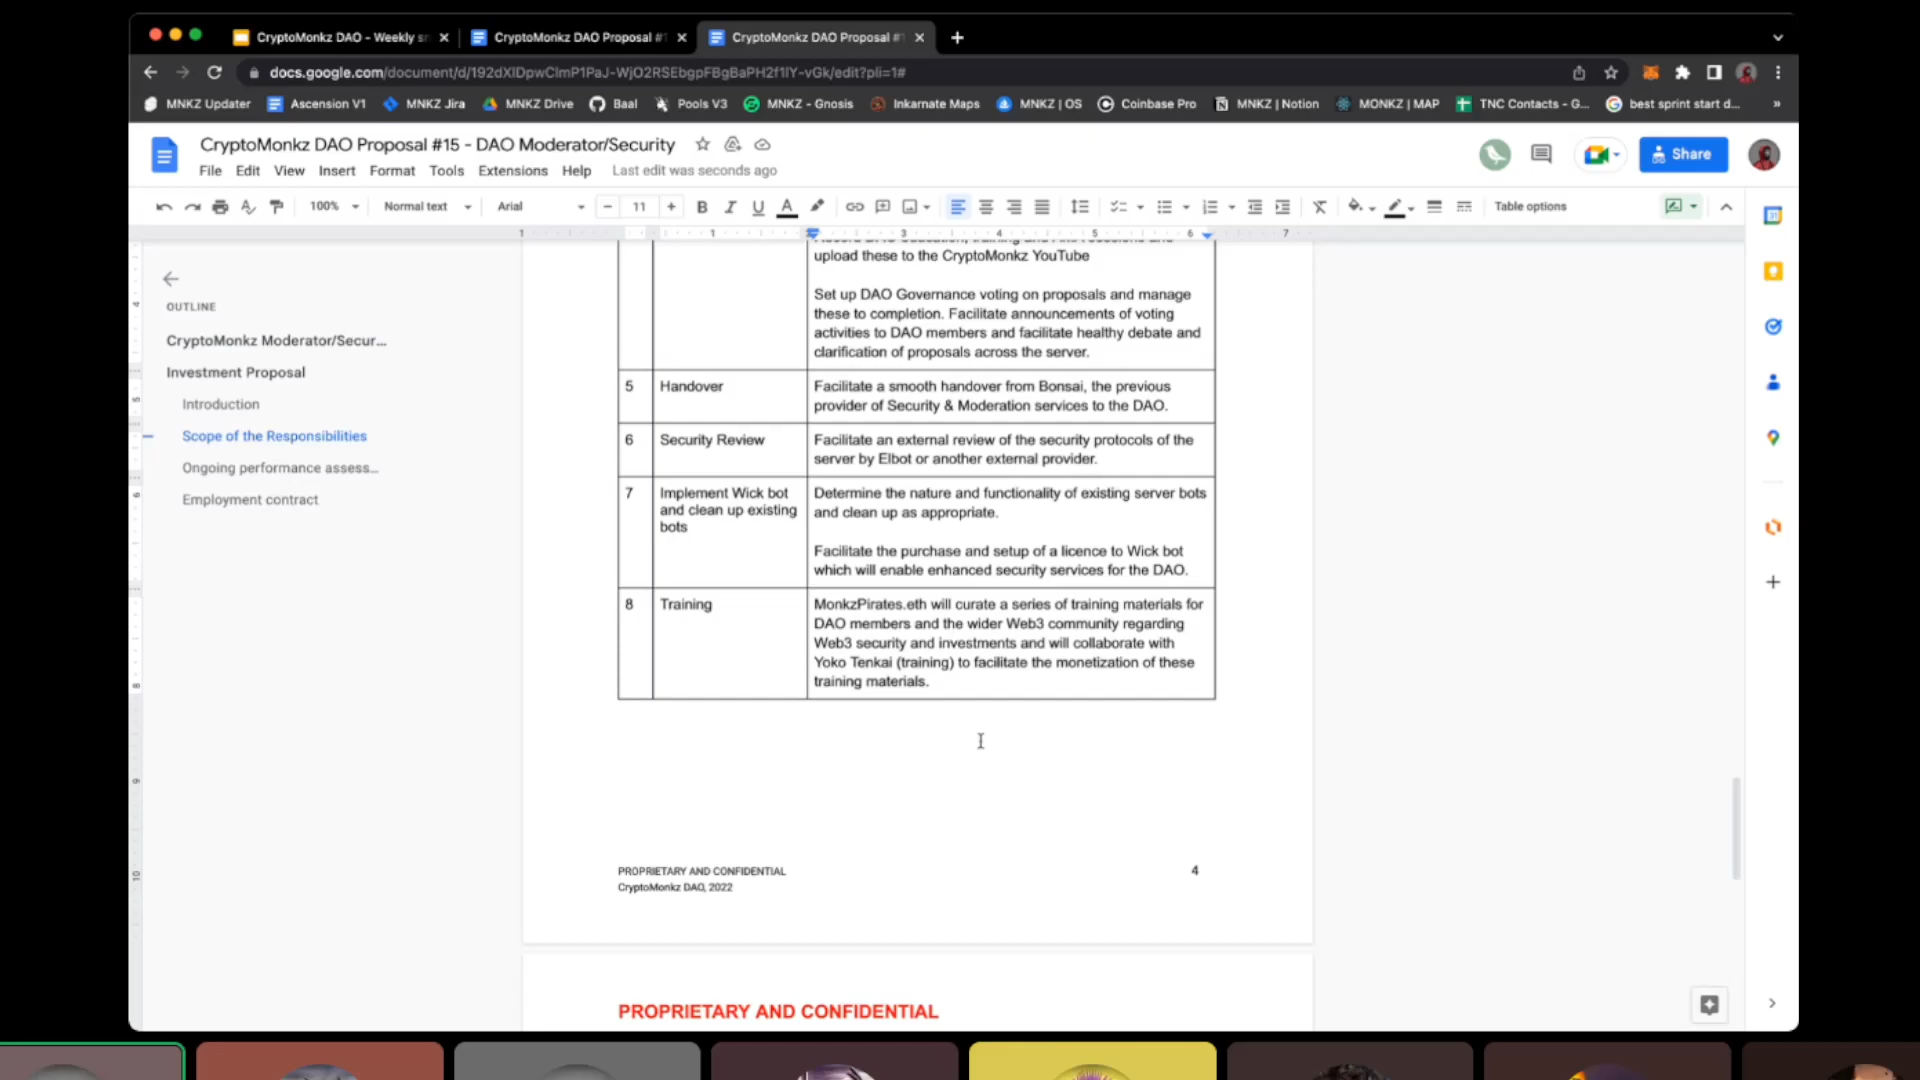 CryptoMonkz DAO - Weekly s
CryptoMonkz DAO Proposal #
CryptoMonkz DAO Proposal #
docs.google.com/document/d/192dXlDpwClmP1PaJ-WjO2RSEbgpFBgBaPH2f1lY-vGk/edit?pli=1#
MNKZ Updater
Ascension V1
MNKZ Jira
MNKZ Drive
Baal
Pools V3
MNKZ - Gnosis
Inkarnate Maps
MNKZ | OS
Coinbase Pro
MNKZ | Notion
MONKZ | MAP
TNC Contacts - G...
best sprint start d...
»
CryptoMonkz DAO Proposal #15 - DAO Moderator/Security
File Edit View Insert Format Tools Extensions Help Last edit was seconds ago
Share
100% Normal text Arial 11 Table options
1 1 3 4 5 6 7
OUTLINE
CryptoMonkz Moderator/Secur...
Investment Proposal
Introduction
Scope of the Responsibilities
Ongoing performance assess...
Employment contract
upload these to the CryptoMonkz YouTube
Set up DAO Governance voting on proposals and manage
these to completion. Facilitate announcements of voting
activities to DAO members and facilitate healthy debate and
clarification of proposals across the server.
5 Handover
Facilitate a smooth handover from Bonsai, the previous
provider of Security & Moderation services to the DAO.
6 Security Review
Facilitate an external review of the security protocols of the
server by Elbot or another external provider.
7 Implement Wick bot
and clean up existing
bots
Determine the nature and functionality of existing server bots
and clean up as appropriate.
Facilitate the purchase and setup of a licence to Wick bot
which will enable enhanced security services for the DAO.
8 Training
MonkzPirates.eth will curate a series of training materials for
DAO members and the wider Web3 community regarding
Web3 security and investments and will collaborate with
Yoko Tenkai (training) to facilitate the monetization of these
training materials.
PROPRIETARY AND CONFIDENTIAL
CryptoMonkz DAO, 2022
4
PROPRIETARY AND CONFIDENTIAL